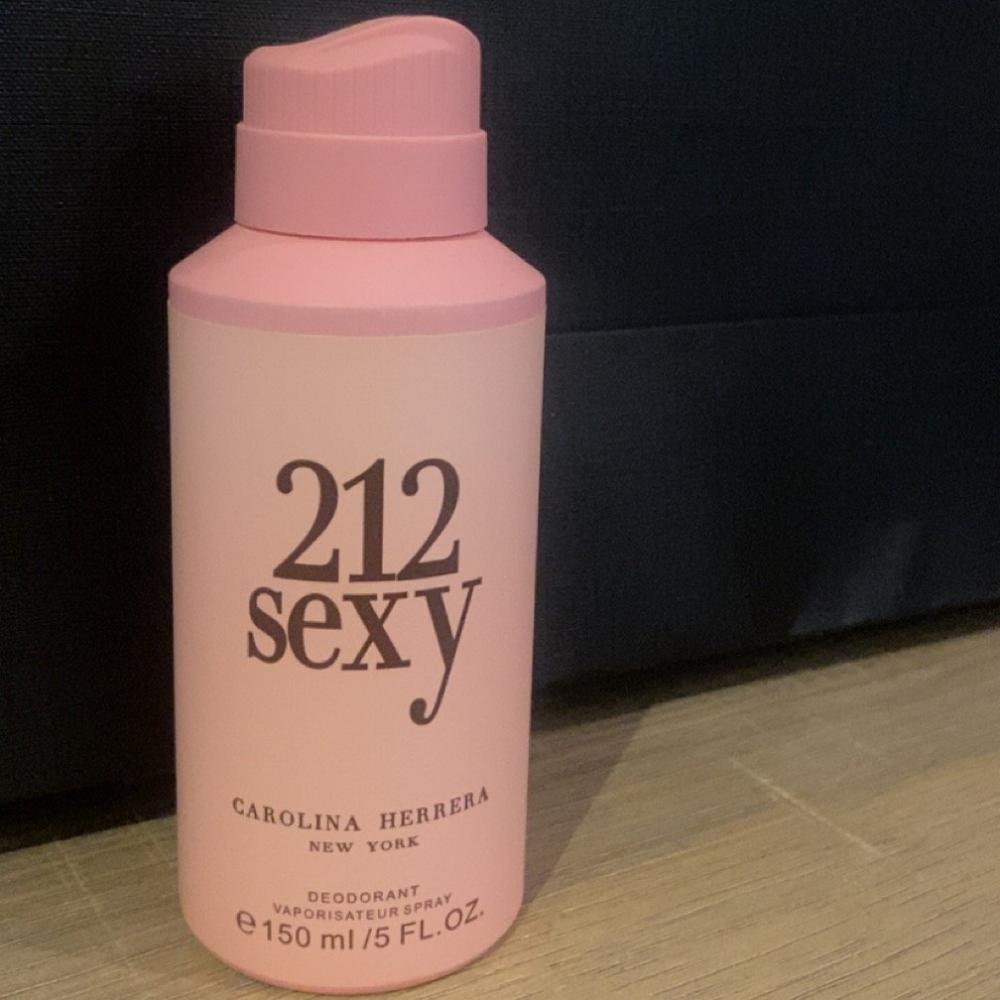 212
sexy
CAROLINA HERRERA
NEW YORK
DEODORANT
VAPORISATEUR SPRAY
℮150 ml /5 FL.OZ.